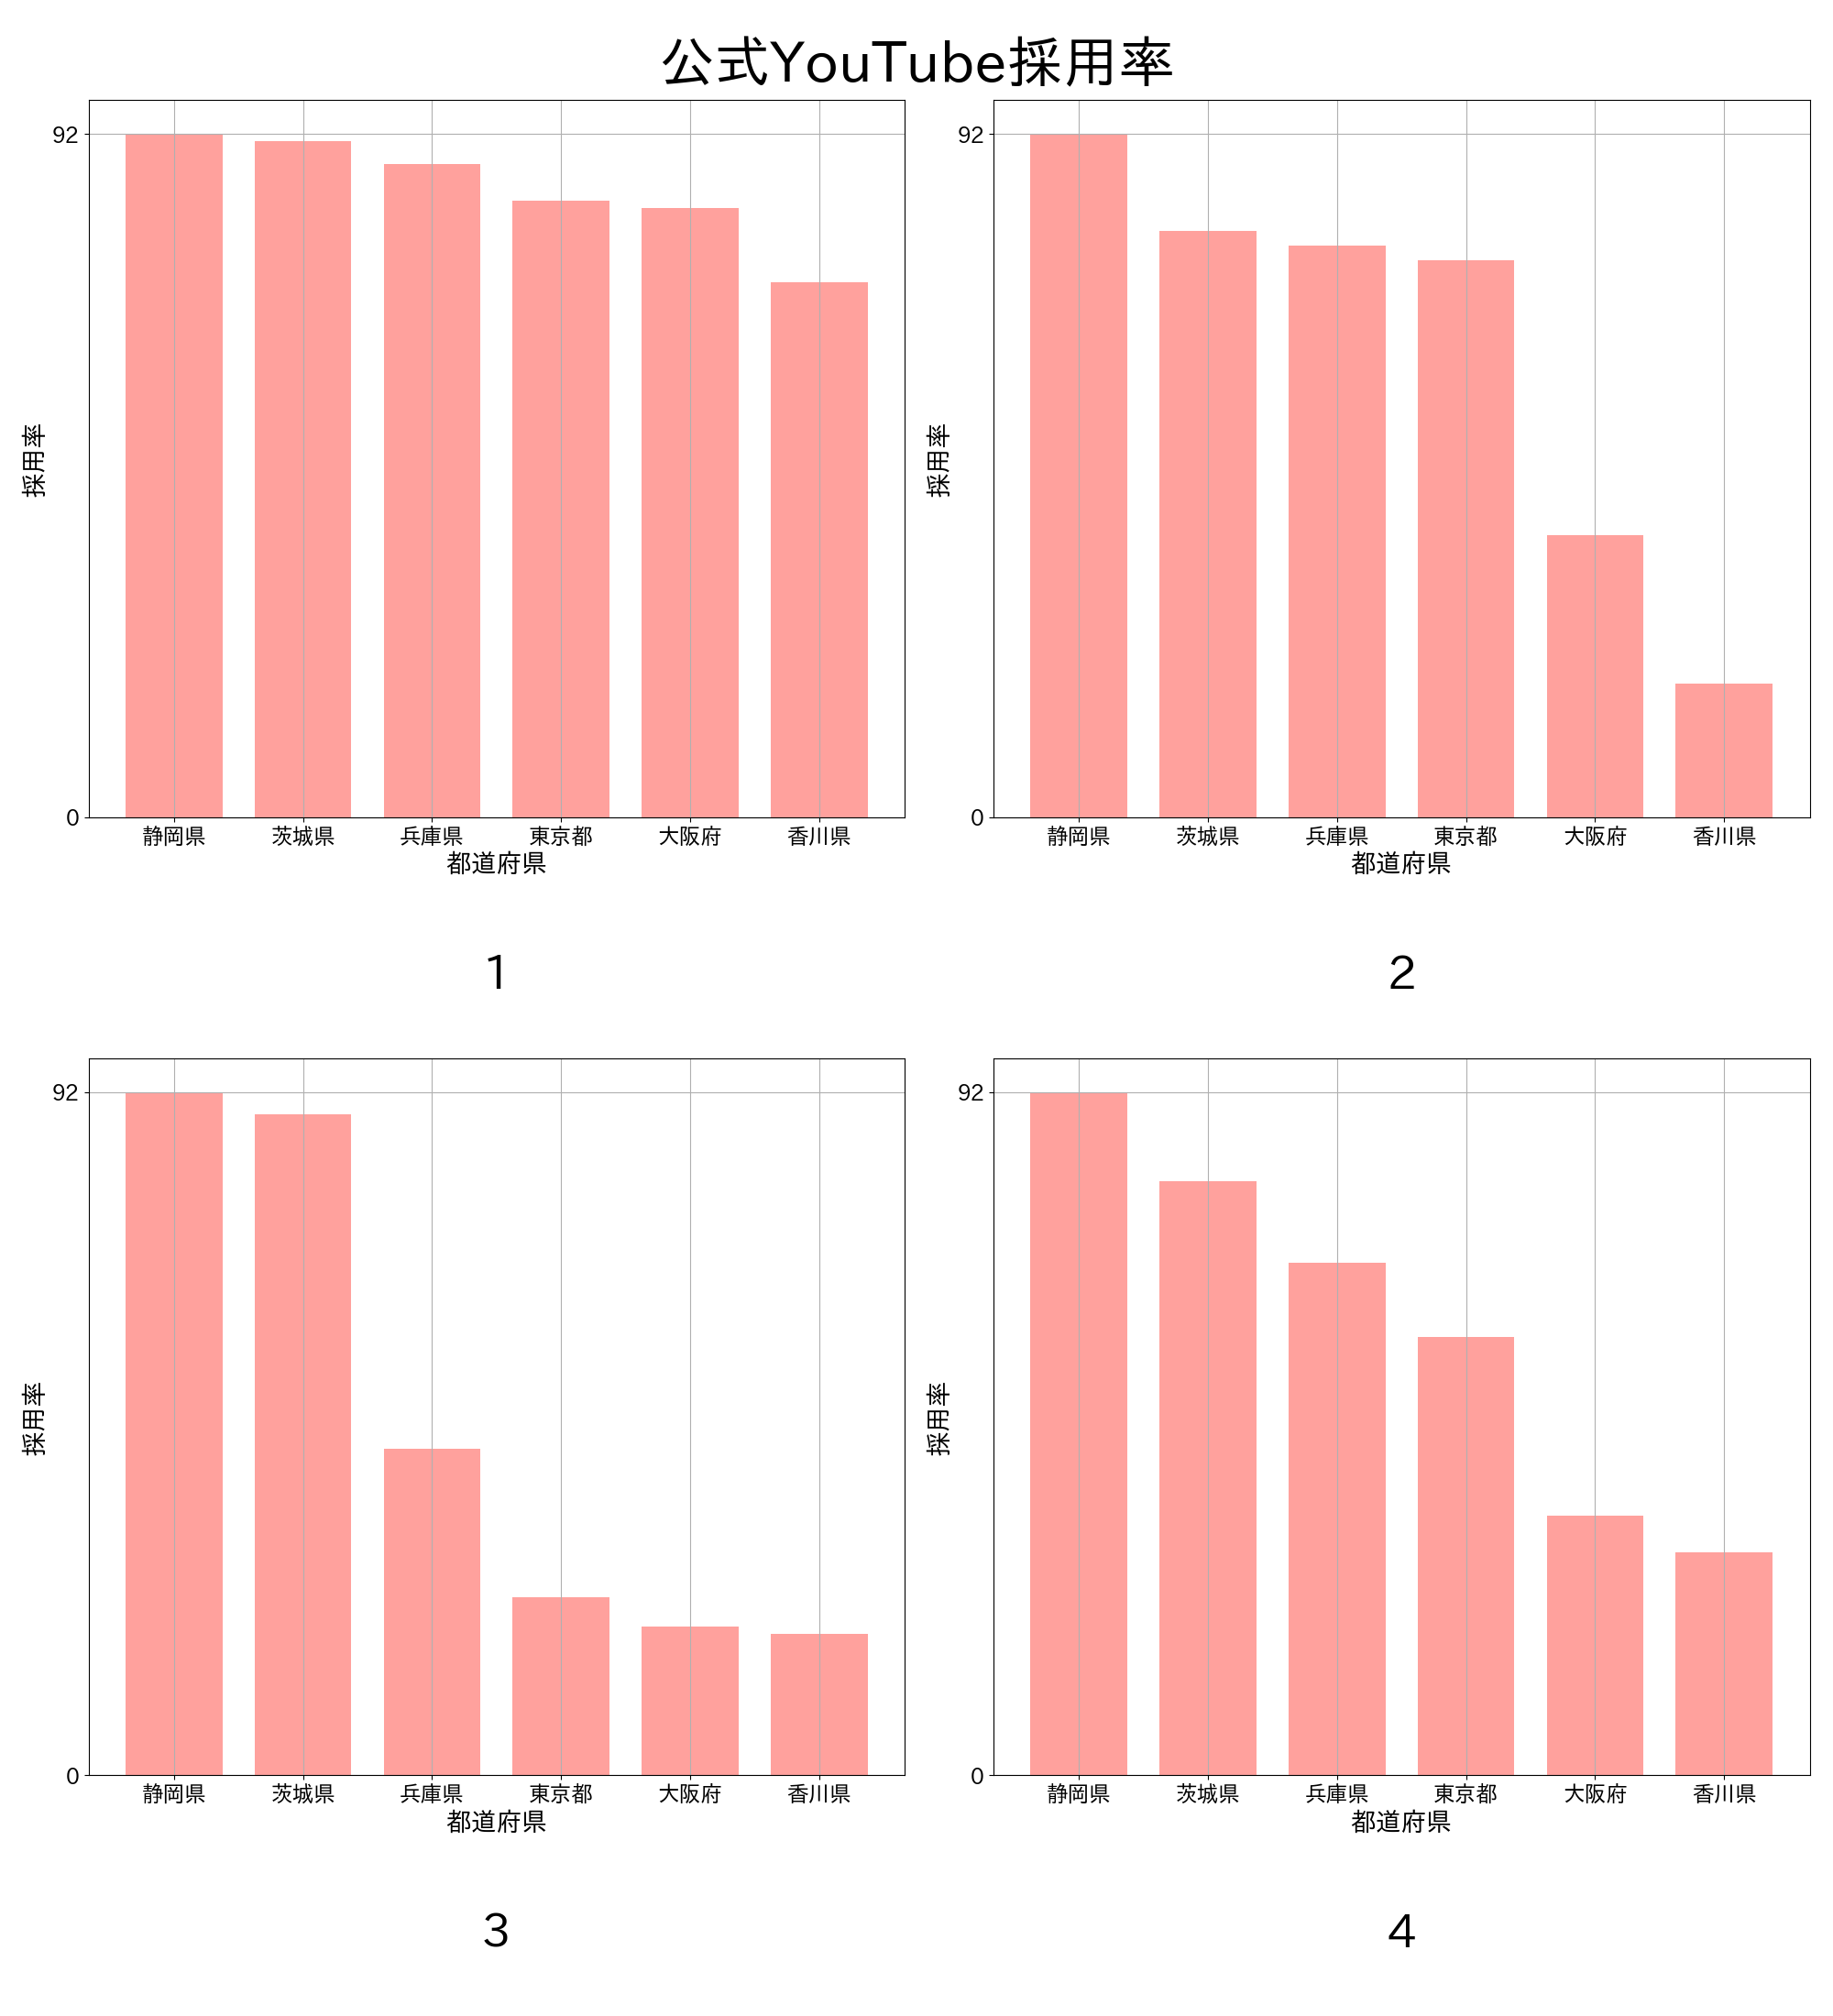 公式YouTube採用率
92
0
採用率
静岡県 茨城県 兵庫県 東京都 大阪府 香川県
都道府県
1
92
0
採用率
静岡県 茨城県 兵庫県 東京都 大阪府 香川県
都道府県
2
92
0
採用率
静岡県 茨城県 兵庫県 東京都 大阪府 香川県
都道府県
3
92
0
採用率
静岡県 茨城県 兵庫県 東京都 大阪府 香川県
都道府県
4